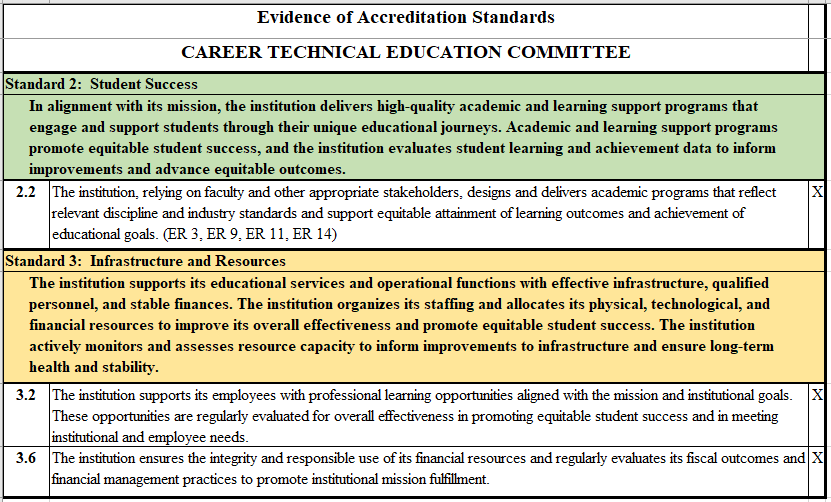 Evidence of Accreditation Standards
CAREER TECHNICAL EDUCATION COMMITTEE
Standard 2:  Student Success
In alignment with its mission, the institution delivers high-quality academic and learning support programs that
engage and support students through their unique educational journeys. Academic and learning support programs
promote equitable student success, and the institution evaluates student learning and achievement data to inform
improvements and advance equitable outcomes.
2.2 The institution, relying on faculty and other appropriate stakeholders, designs and delivers academic programs that reflect X
relevant discipline and industry standards and support equitable attainment of learning outcomes and achievement of
educational goals. (ER 3, ER 9, ER 11, ER 14)
Standard 3:  Infrastructure and Resources
The institution supports its educational services and operational functions with effective infrastructure, qualified
personnel, and stable finances. The institution organizes its staffing and allocates its physical, technological, and
financial resources to improve its overall effectiveness and promote equitable student success. The institution
actively monitors and assesses resource capacity to inform improvements to infrastructure and ensure long-term
health and stability.
3.2 The institution supports its employees with professional learning opportunities aligned with the mission and institutional goals. X
These opportunities are regularly evaluated for overall effectiveness in promoting equitable student success and in meeting
institutional and employee needs.
3.6 The institution ensures the integrity and responsible use of its financial resources and regularly evaluates its fiscal outcomes and X
financial management practices to promote institutional mission fulfillment.